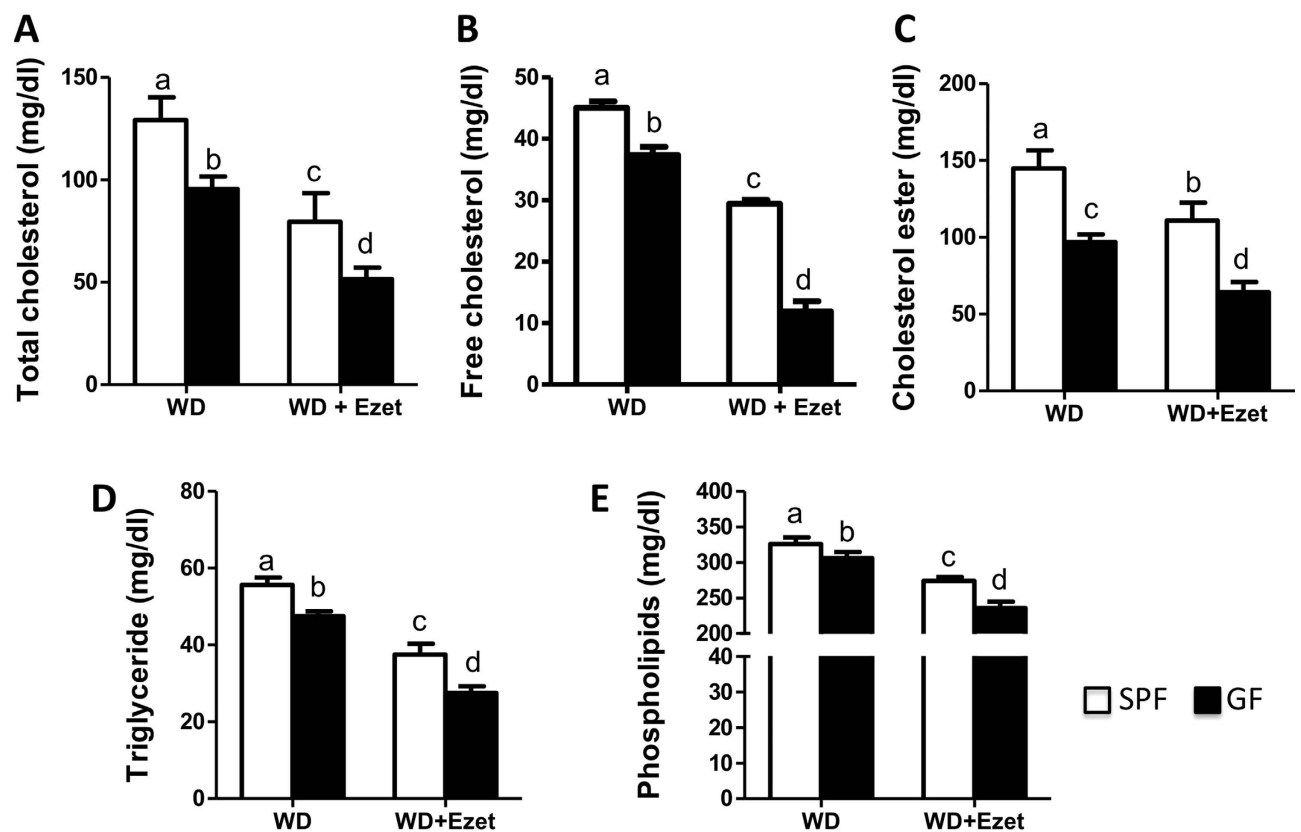 A
Total cholesterol (mg/dl)
150
100
50
0
a
b
c
d
WD
WD + Ezet
B
Free cholesterol (mg/dl)
50
40
30
20
10
0
a
b
c
d
WD
WD + Ezet
C
Cholesterol ester (mg/dl)
200
150
100
50
0
a
c
b
d
WD
WD+Ezet
D
Triglyceride (mg/dl)
80
60
40
20
0
a
b
c
d
WD
WD+Ezet
E
Phospholipids (mg/dl)
400
350
300
250
200
40
30
20
10
0
a
b
c
d
WD
WD+Ezet
SPF
GF